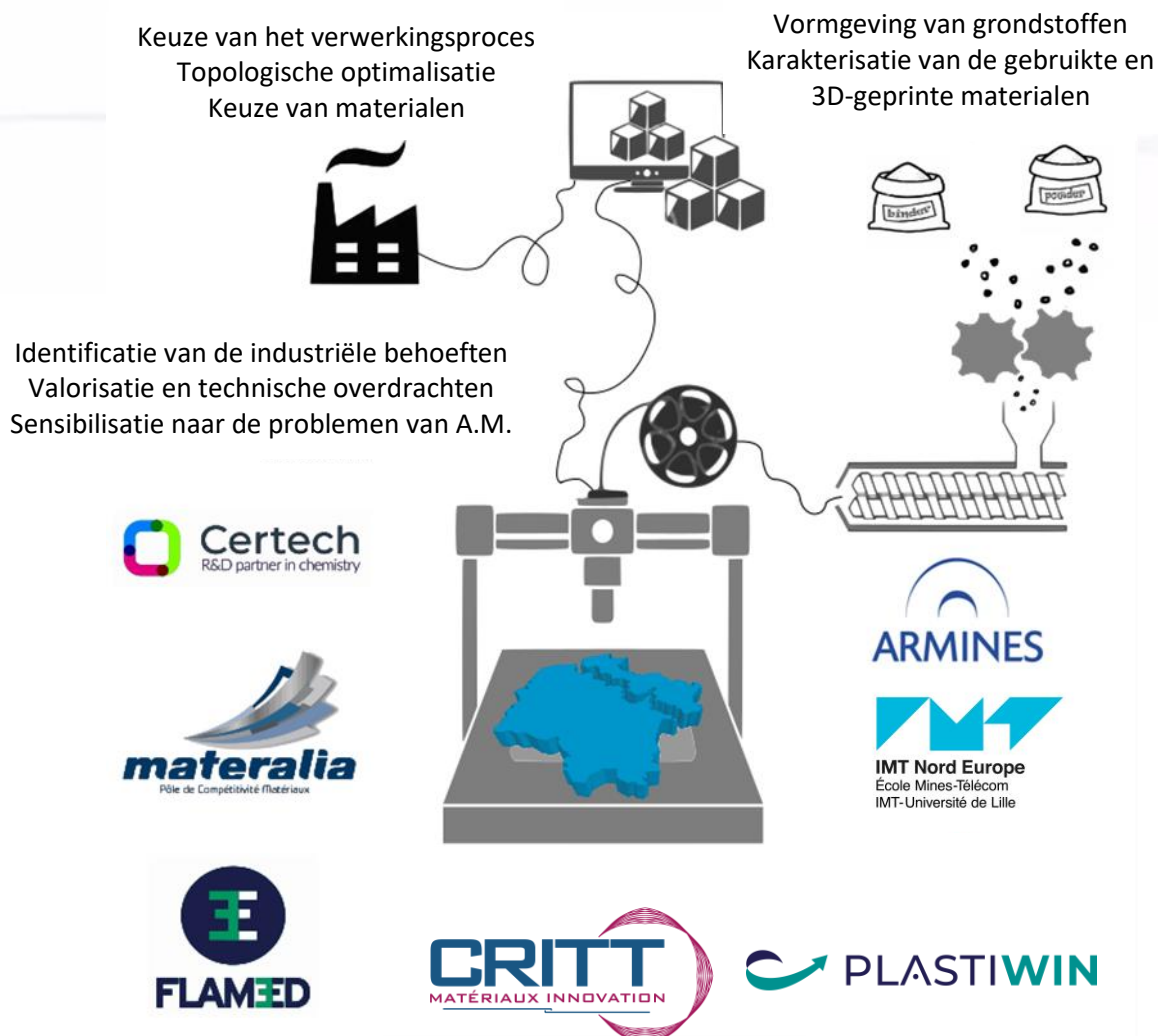 Keuze van het verwerkingsproces
Topologische optimalisatie
Keuze van materialen
Vormgeving van grondstoffen
Karakterisatie van de gebruikte en
3D-geprinte materialen
binder
powder
Identificatie van de industriële behoeften
Valorisatie en technische overdrachten
Sensibilisatie naar de problemen van A.M.
Certech
R&D partner in chemistry
ARMINES
materalia
Pôle de Compétitivité Matériaux
IMT
IMT Nord Europe
École Mines-Télécom
IMT-Université de Lille
FLAMEED
CRITT
MATÉRIAUX INNOVATION
PLASTIWIN